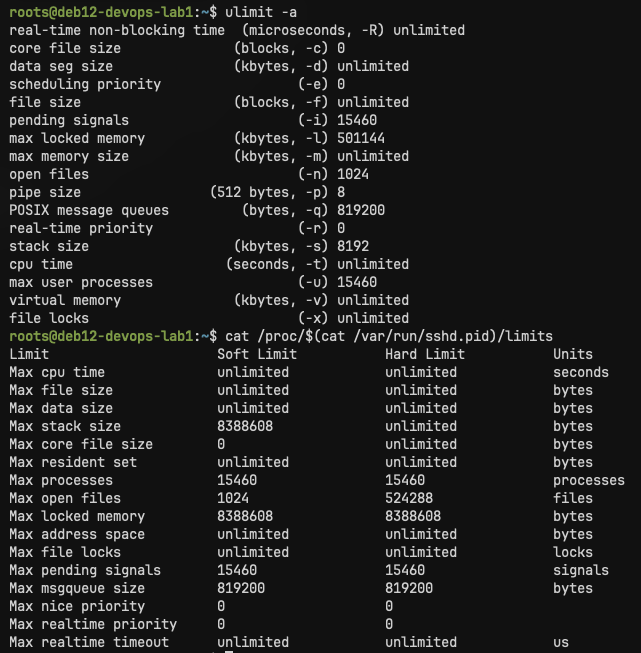 roots@deb12-devops-lab1:~$ ulimit -a
real-time non-blocking time  (microseconds, -R) unlimited
core file size              (blocks, -c) 0
data seg size               (kbytes, -d) unlimited
scheduling priority                 (-e) 0
file size                   (blocks, -f) unlimited
pending signals                     (-i) 15460
max locked memory           (kbytes, -l) 501144
max memory size             (kbytes, -m) unlimited
open files                          (-n) 1024
pipe size                (512 bytes, -p) 8
POSIX message queues         (bytes, -q) 819200
real-time priority                  (-r) 0
stack size                  (kbytes, -s) 8192
cpu time                   (seconds, -t) unlimited
max user processes                  (-u) 15460
virtual memory              (kbytes, -v) unlimited
file locks                          (-x) unlimited
roots@deb12-devops-lab1:~$ cat /proc/$(cat /var/run/sshd.pid)/limits
Limit                     Soft Limit           Hard Limit           Units
Max cpu time              unlimited            unlimited            seconds
Max file size             unlimited            unlimited            bytes
Max data size             unlimited            unlimited            bytes
Max stack size            8388608              unlimited            bytes
Max core file size        0                    unlimited            bytes
Max resident set          unlimited            unlimited            bytes
Max processes             15460                15460                processes
Max open files            1024                 524288               files
Max locked memory         8388608              8388608              bytes
Max address space         unlimited            unlimited            bytes
Max file locks            unlimited            unlimited            locks
Max pending signals       15460                15460                signals
Max msgqueue size         819200               819200               bytes
Max nice priority         0                    0
Max realtime priority     0                    0
Max realtime timeout      unlimited            unlimited            us